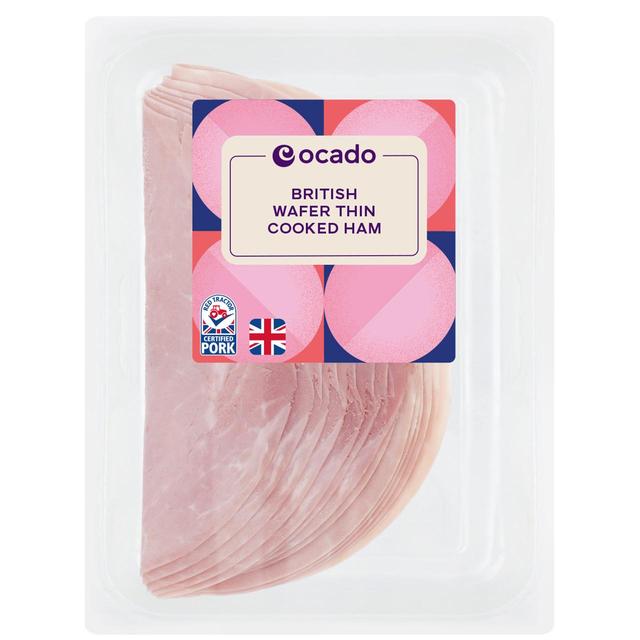 ocado
BRITISH
WAFER THIN
COOKED HAM
RED TRACTOR
CERTIFIED
PORK